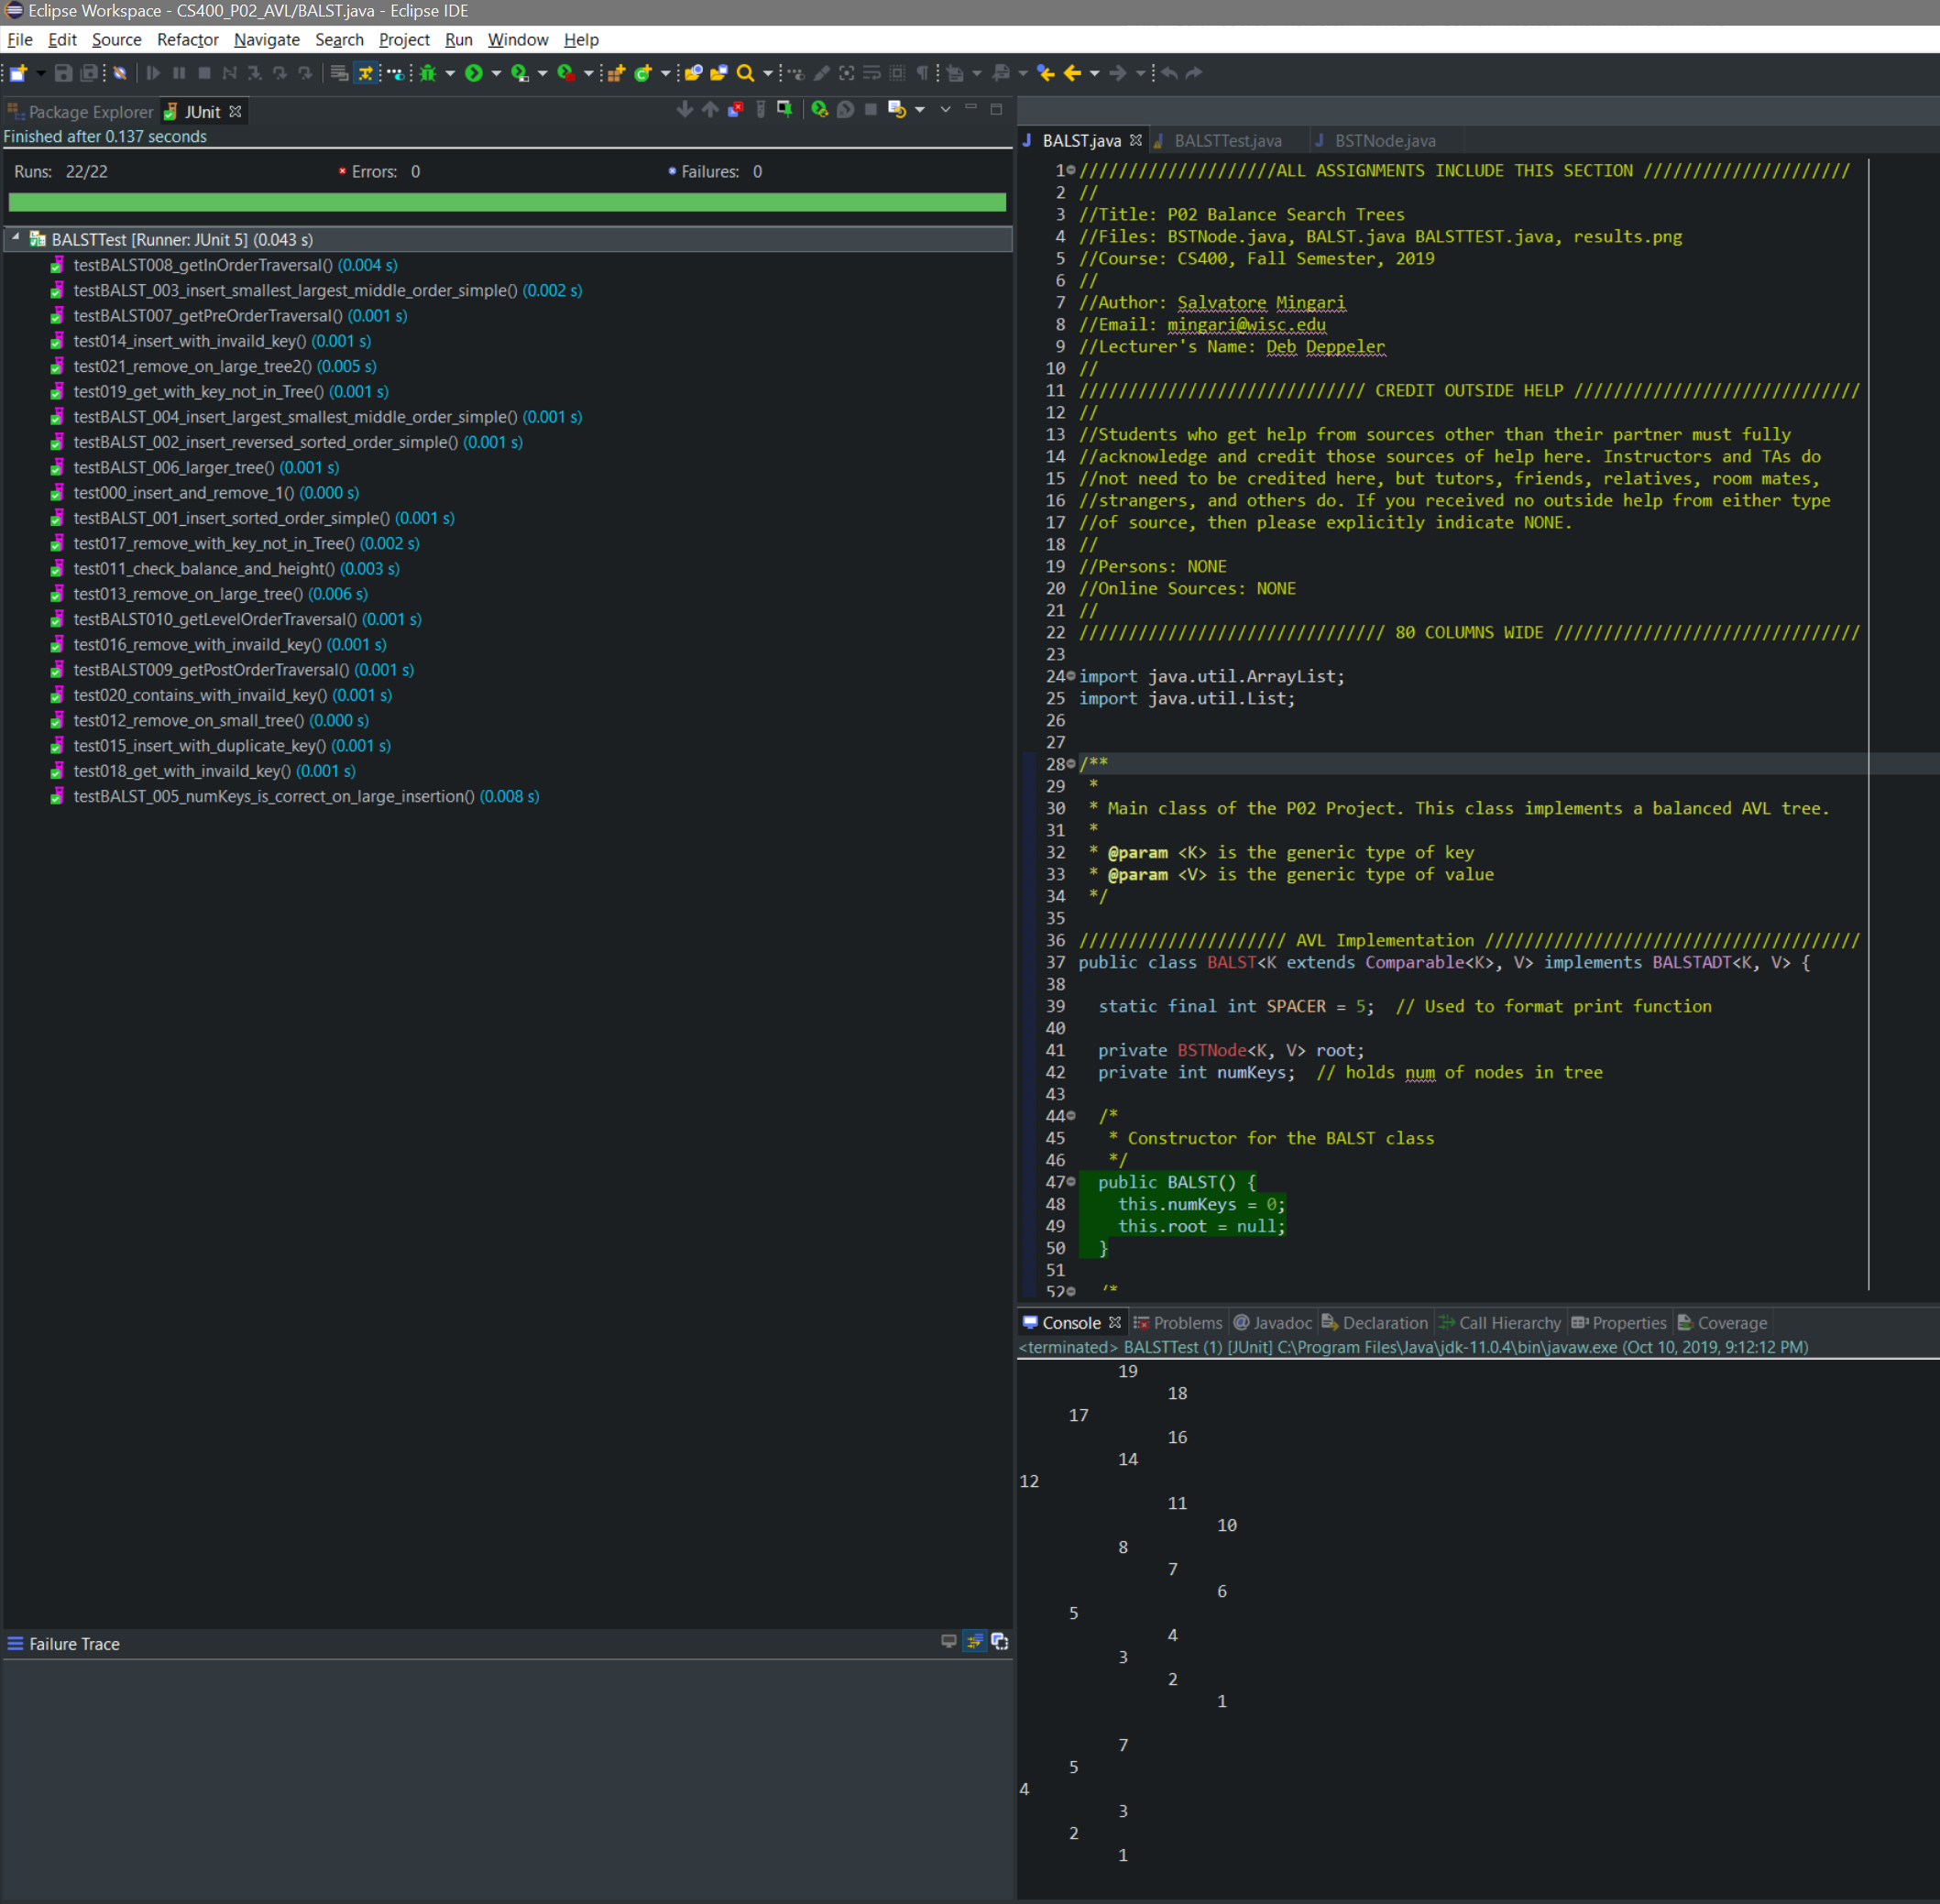 Eclipse Workspace - CS400_P02_AVL/BALST.java - Eclipse IDE
File Edit Source Refactor Navigate Search Project Run Window Help
Package Explorer JUnit
Finished after 0.137 seconds
Runs: 22/22 Errors: 0 Failures: 0
BALSTTest [Runner: JUnit 5] (0.043 s)
testBALST008_getInOrderTraversal() (0.004 s)
testBALST_003_insert_smallest_largest_middle_order_simple() (0.002 s)
testBALST007_getPreOrderTraversal() (0.001 s)
test014_insert_with_invaild_key() (0.001 s)
test021_remove_on_large_tree2() (0.005 s)
test019_get_with_key_not_in_Tree() (0.001 s)
testBALST_004_insert_largest_smallest_middle_order_simple() (0.001 s)
testBALST_002_insert_reversed_sorted_order_simple() (0.001 s)
testBALST_006_larger_tree() (0.001 s)
test000_insert_and_remove_1() (0.000 s)
testBALST_001_insert_sorted_order_simple() (0.001 s)
test017_remove_with_key_not_in_Tree() (0.002 s)
test011_check_balance_and_height() (0.003 s)
test013_remove_on_large_tree() (0.006 s)
testBALST010_getLevelOrderTraversal() (0.001 s)
test016_remove_with_invaild_key() (0.001 s)
testBALST009_getPostOrderTraversal() (0.001 s)
test020_contains_with_invaild_key() (0.001 s)
test012_remove_on_small_tree() (0.000 s)
test015_insert_with_duplicate_key() (0.001 s)
test018_get_with_invaild_key() (0.001 s)
testBALST_005_numKeys_is_correct_on_large_insertion() (0.008 s)
Failure Trace
BALST.java BALSTTest.java BSTNode.java
1 ////////////////////ALL ASSIGNMENTS INCLUDE THIS SECTION /////////////////////
2 //
3 //Title: P02 Balance Search Trees
4 //Files: BSTNode.java, BALST.java BALSTTEST.java, results.png
5 //Course: CS400, Fall Semester, 2019
6 //
7 //Author: Salvatore Mingari
8 //Email: mingari@wisc.edu
9 //Lecturer's Name: Deb Deppeler
10 //
11 ///////////////////////////// CREDIT OUTSIDE HELP /////////////////////////////
12 //
13 //Students who get help from sources other than their partner must fully
14 //acknowledge and credit those sources of help here. Instructors and TAs do
15 //not need to be credited here, but tutors, friends, relatives, room mates,
16 //strangers, and others do. If you received no outside help from either type
17 //of source, then please explicitly indicate NONE.
18 //
19 //Persons: NONE
20 //Online Sources: NONE
21 //
22 /////////////////////////////// 80 COLUMNS WIDE ///////////////////////////////
23
24 import java.util.ArrayList;
25 import java.util.List;
26
27
28 /**
29 *
30 * Main class of the P02 Project. This class implements a balanced AVL tree.
31 *
32 * @param <K> is the generic type of key
33 * @param <V> is the generic type of value
34 */
35
36 ///////////////////// AVL Implementation //////////////////////////////////////
37 public class BALST<K extends Comparable<K>, V> implements BALSTADT<K, V> {
38
39 static final int SPACER = 5; // Used to format print function
40
41 private BSTNode<K, V> root;
42 private int numKeys; // holds num of nodes in tree
43
44 /*
45 * Constructor for the BALST class
46 */
47 public BALST() {
48 this.numKeys = 0;
49 this.root = null;
50 }
51
52 /*
Console Problems Javadoc Declaration Call Hierarchy Properties Coverage
<terminated> BALSTTest (1) [JUnit] C:\Program Files\Java\jdk-11.0.4\bin\javaw.exe (Oct 10, 2019, 9:12:12 PM)
19
18
17
16
14
12
11
10
8
7
6
5
4
3
2
1
7
5
4
3
2
1